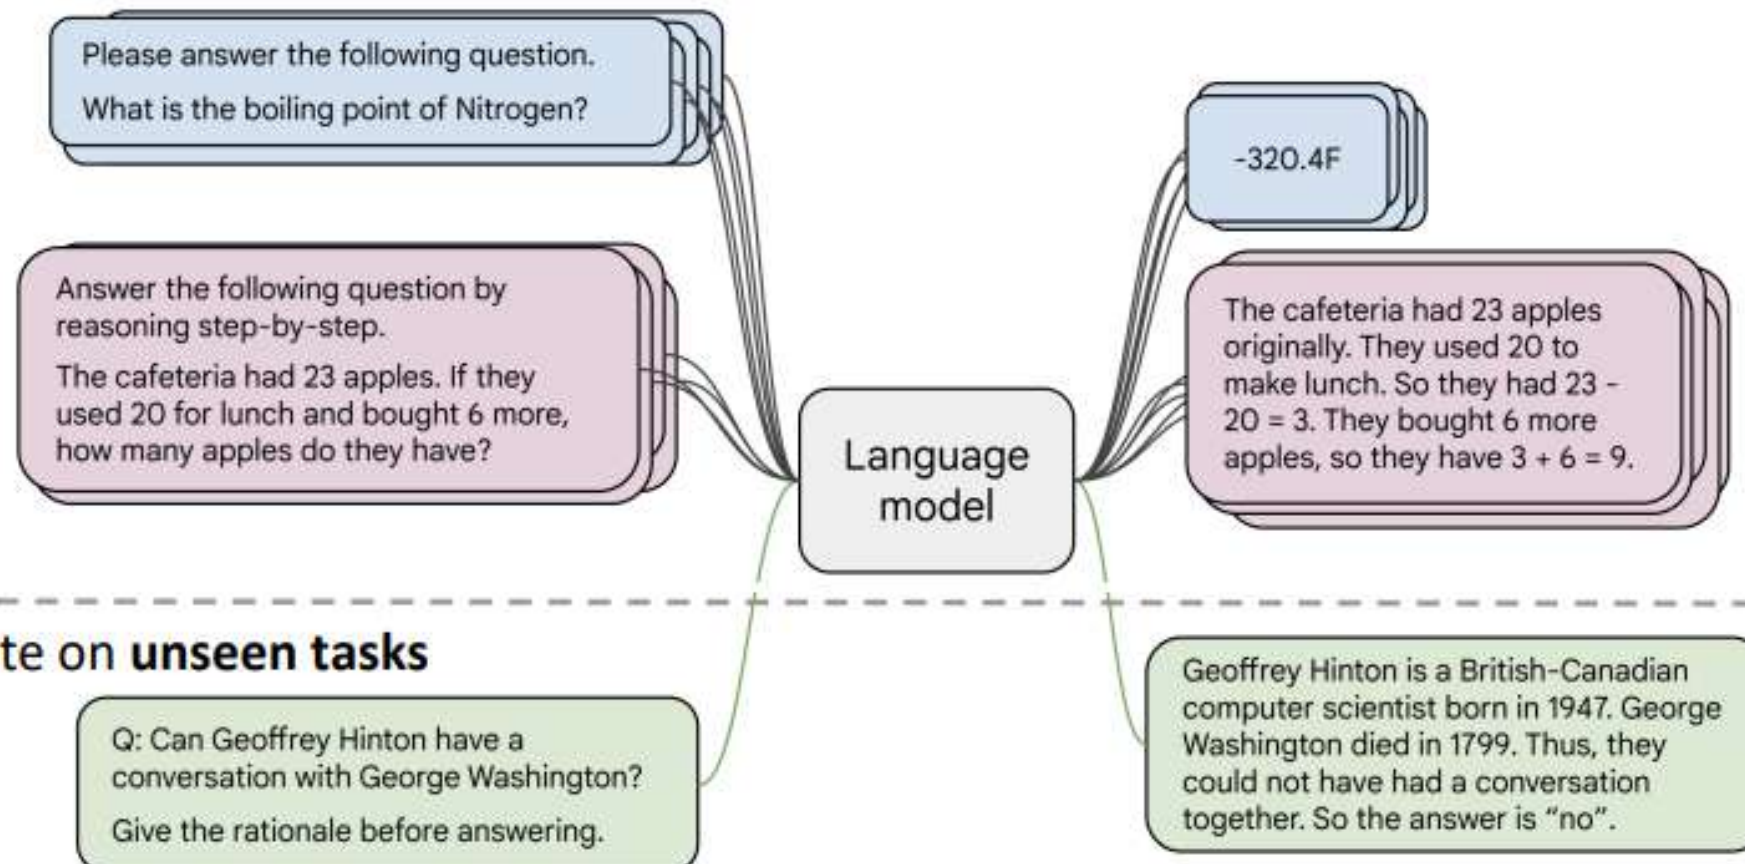 Please answer the following question.
What is the boiling point of Nitrogen?
-320.4F
Answer the following question by
reasoning step-by-step.
The cafeteria had 23 apples. If they
used 20 for lunch and bought 6 more,
how many apples do they have?
Language
model
The cafeteria had 23 apples
originally. They used 20 to
make lunch. So they had 23 -
20 = 3. They bought 6 more
apples, so they have 3 + 6 = 9.
te on unseen tasks
Q: Can Geoffrey Hinton have a
conversation with George Washington?
Give the rationale before answering.
Geoffrey Hinton is a British-Canadian
computer scientist born in 1947. George
Washington died in 1799. Thus, they
could not have had a conversation
together. So the answer is “no”.